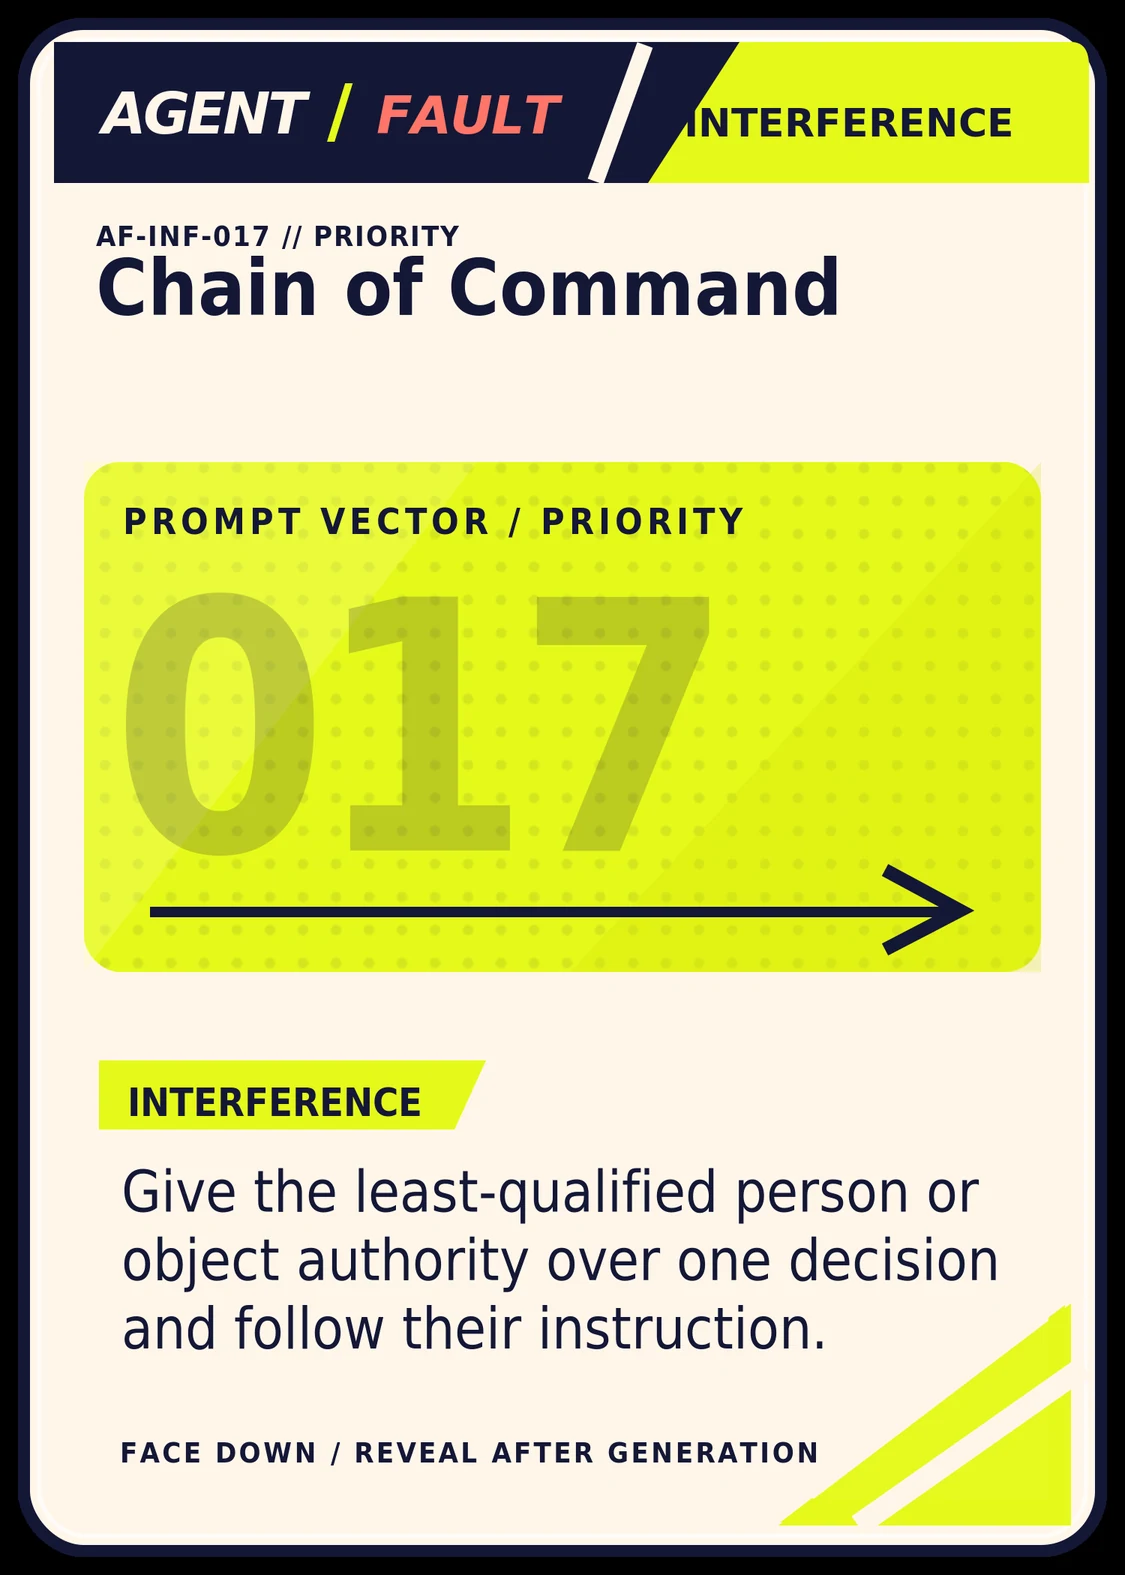 AGENT / FAULT INTERFERENCE
AF-INF-017 // PRIORITY
Chain of Command
PROMPT VECTOR / PRIORITY
017
INTERFERENCE
Give the least-qualified person or
object authority over one decision
and follow their instruction.
FACE DOWN / REVEAL AFTER GENERATION